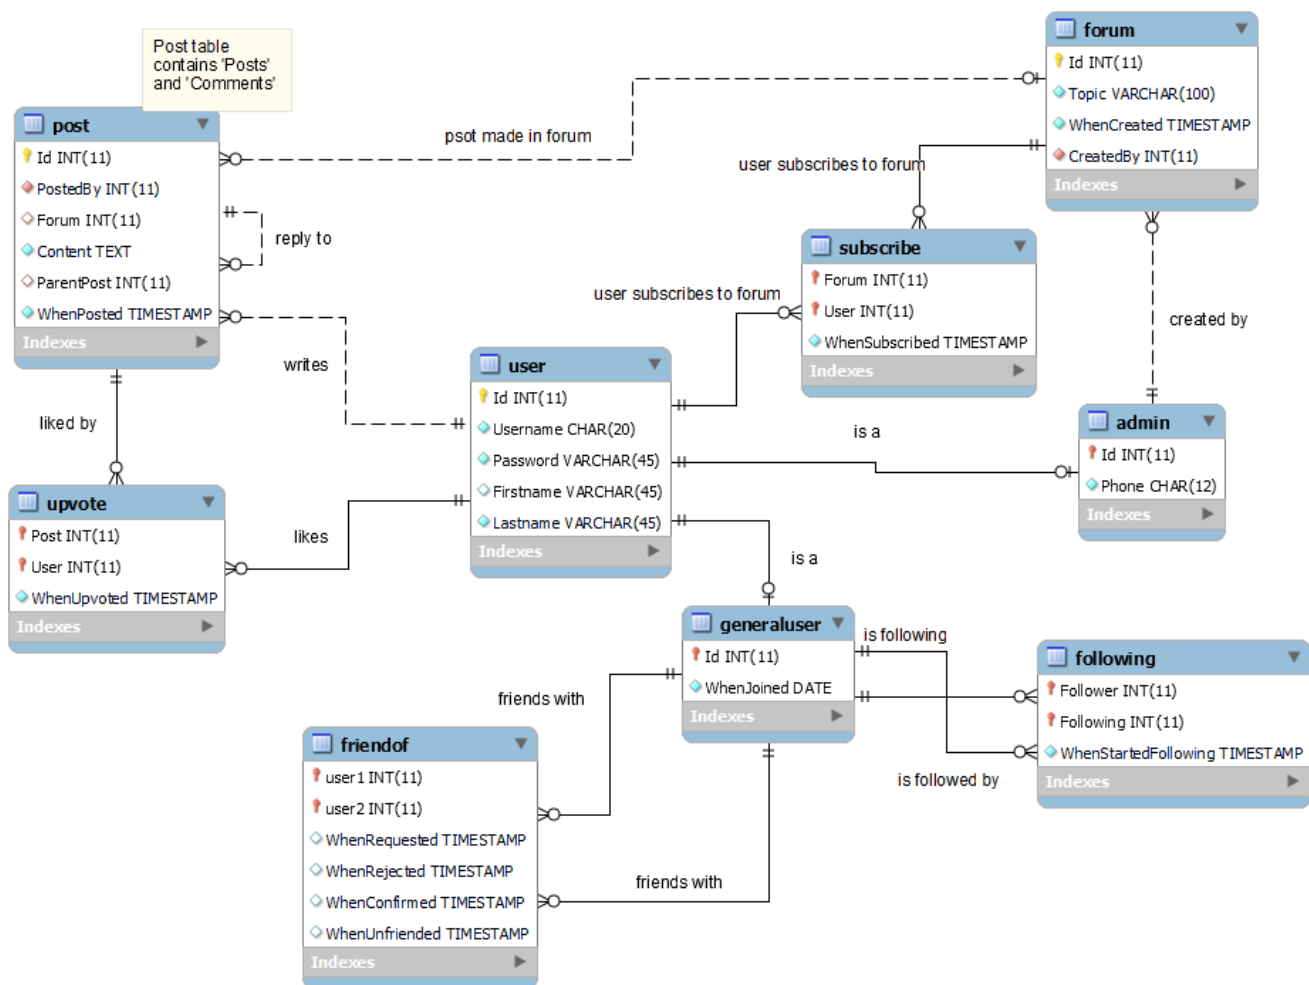 Post table
contains 'Posts'
and 'Comments'
post
Id INT(11)
PostedBy INT(11)
Forum INT(11)
Content TEXT
ParentPost INT(11)
WhenPosted TIMESTAMP
Indexes
psot made in forum
forum
Id INT(11)
Topic VARCHAR(100)
WhenCreated TIMESTAMP
CreatedBy INT(11)
Indexes
reply to
user subscribes to forum
subscribe
Forum INT(11)
User INT(11)
WhenSubscribed TIMESTAMP
Indexes
user subscribes to forum
created by
writes
user
Id INT(11)
Username CHAR(20)
Password VARCHAR(45)
Firstname VARCHAR(45)
Lastname VARCHAR(45)
Indexes
is a
admin
Id INT(11)
Phone CHAR(12)
Indexes
liked by
upvote
Post INT(11)
User INT(11)
WhenUpvoted TIMESTAMP
Indexes
likes
is a
generaluser
Id INT(11)
WhenJoined DATE
Indexes
is following
following
Follower INT(11)
Following INT(11)
WhenStartedFollowing TIMESTAMP
Indexes
is followed by
friends with
friendof
user1 INT(11)
user2 INT(11)
WhenRequested TIMESTAMP
WhenRejected TIMESTAMP
WhenConfirmed TIMESTAMP
WhenUnfriended TIMESTAMP
Indexes
friends with